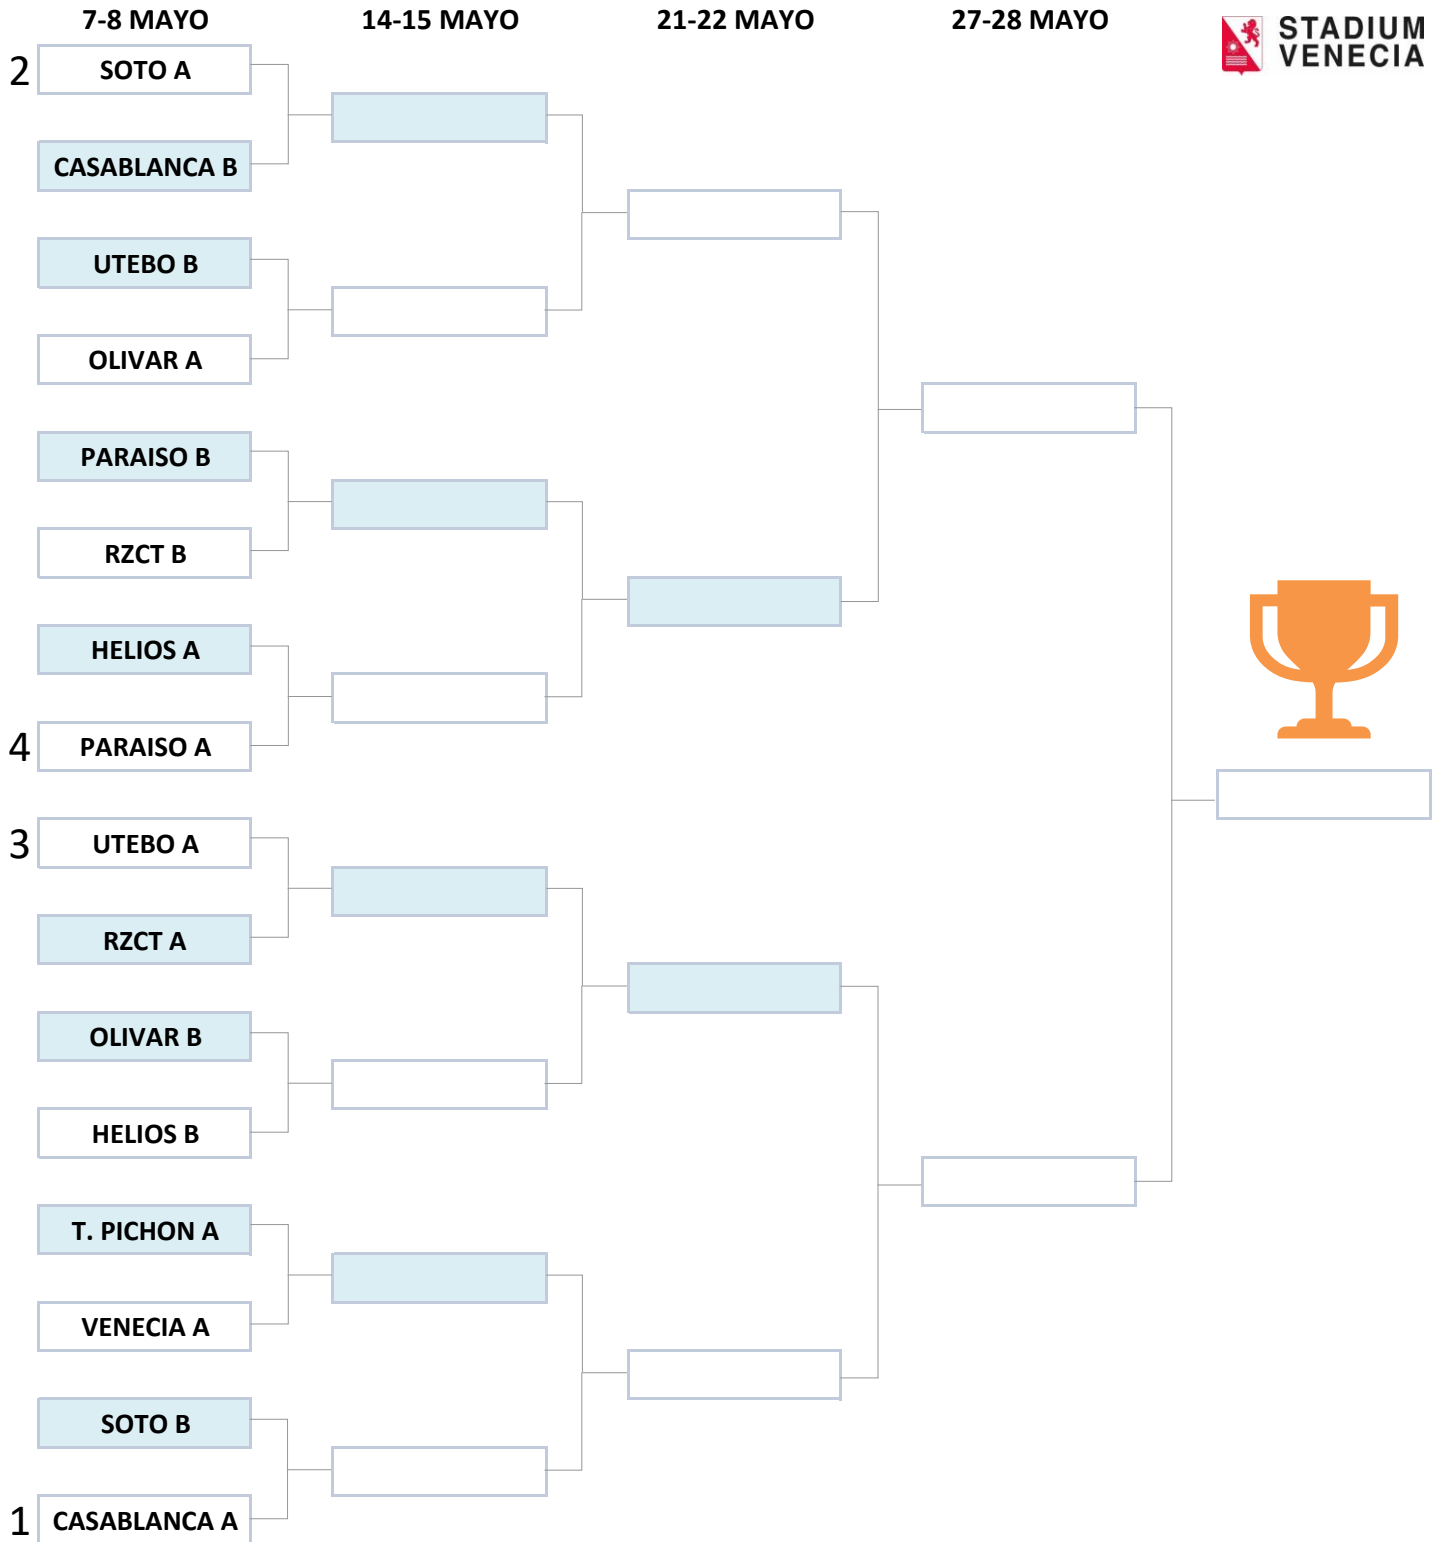 7-8 MAYO 14-15 MAYO 21-22 MAYO 27-28 MAYO
STADIUM
VENECIA
2 SOTO A
CASABLANCA B
UTEBO B
OLIVAR A
PARAISO B
RZCT B
HELIOS A
4 PARAISO A
3 UTEBO A
RZCT A
OLIVAR B
HELIOS B
T. PICHON A
VENECIA A
SOTO B
1 CASABLANCA A